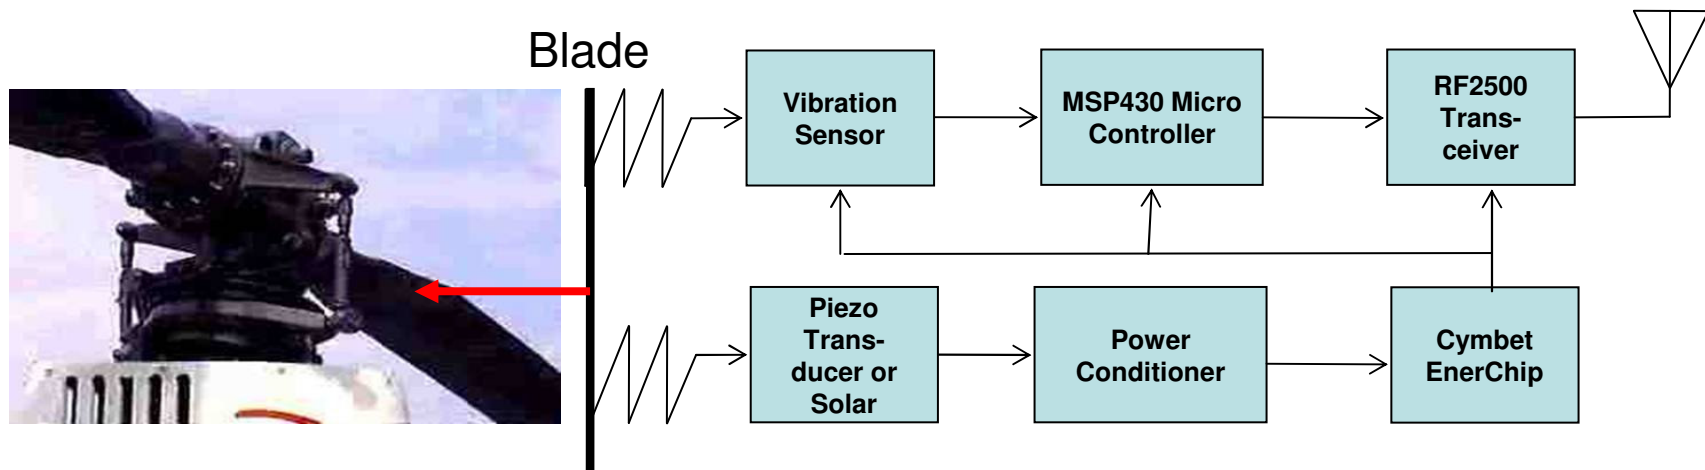 Blade
Vibration
Sensor
MSP430 Micro
Controller
RF2500
Trans-
ceiver
Piezo
Trans-
ducer or
Solar
Power
Conditioner
Cymbet
EnerChip